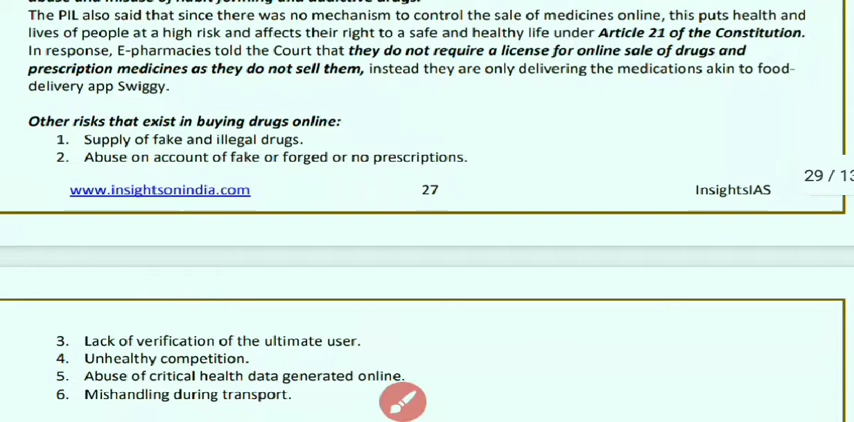 The PIL also said that since there was no mechanism to control the sale of medicines online, this puts health and
lives of people at a high risk and affects their right to a safe and healthy life under Article 21 of the Constitution.
In response, E-pharmacies told the Court that they do not require a license for online sale of drugs and
prescription medicines as they do not sell them, instead they are only delivering the medications akin to food-
delivery app Swiggy.
Other risks that exist in buying drugs online:
1. Supply of fake and illegal drugs.
2. Abuse on account of fake or forged or no prescriptions.
www.insightsonindia.com 27 InsightsIAS
29 / 13
3. Lack of verification of the ultimate user.
4. Unhealthy competition.
5. Abuse of critical health data generated online.
6. Mishandling during transport.